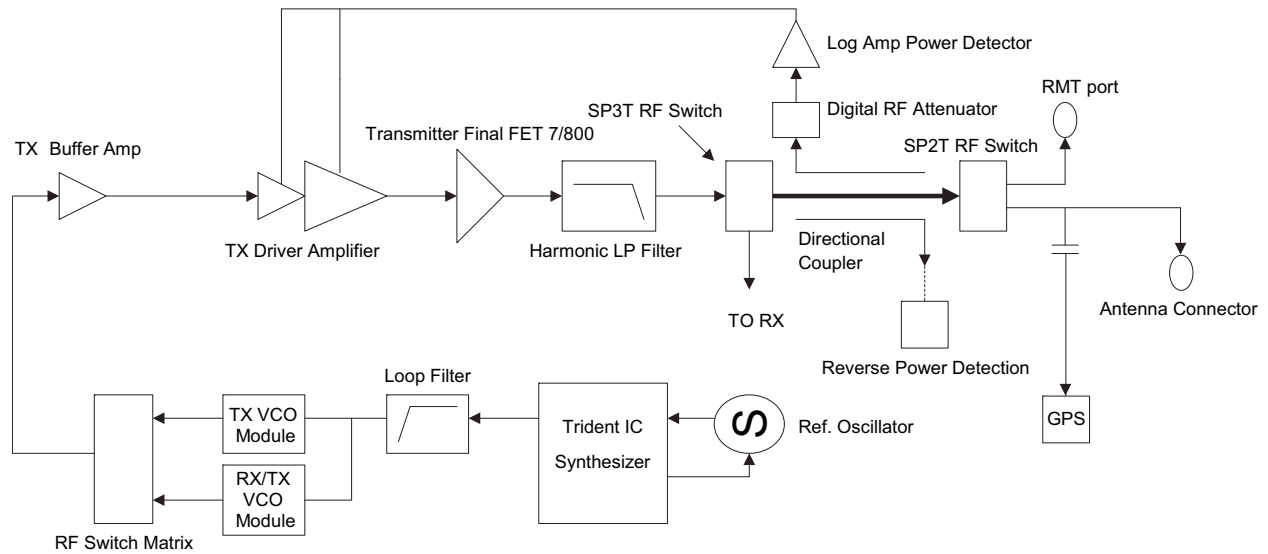 Log Amp Power Detector
RMT port
SP3T RF Switch
Digital RF Attenuator
Transmitter Final FET 7/800
SP2T RF Switch
TX Buffer Amp
TX Driver Amplifier
Harmonic LP Filter
Directional
Coupler
TO RX
Antenna Connector
Reverse Power Detection
Loop Filter
GPS
TX VCO
Module
Trident IC
Synthesizer
S
Ref. Oscillator
RX/TX
VCO
Module
RF Switch Matrix